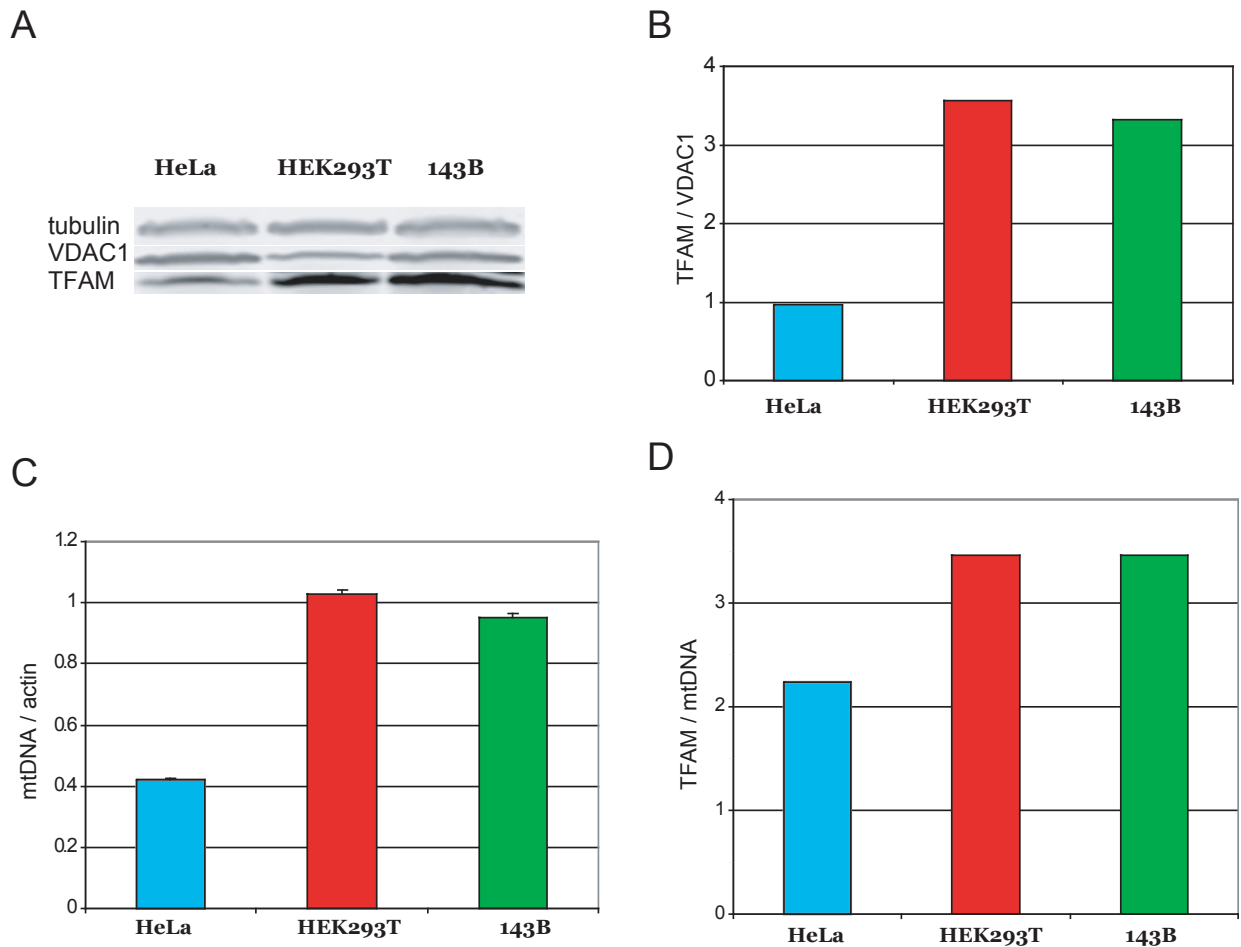 A
HeLa HEK293T 143B
tubulin
VDAC1
TFAM
B
TFAM / VDAC1
4
3
2
1
0
HeLa HEK293T 143B
C
mtDNA / actin
1.2
1
0.8
0.6
0.4
0.2
0
HeLa HEK293T 143B
D
TFAM / mtDNA
4
3
2
1
0
HeLa HEK293T 143B